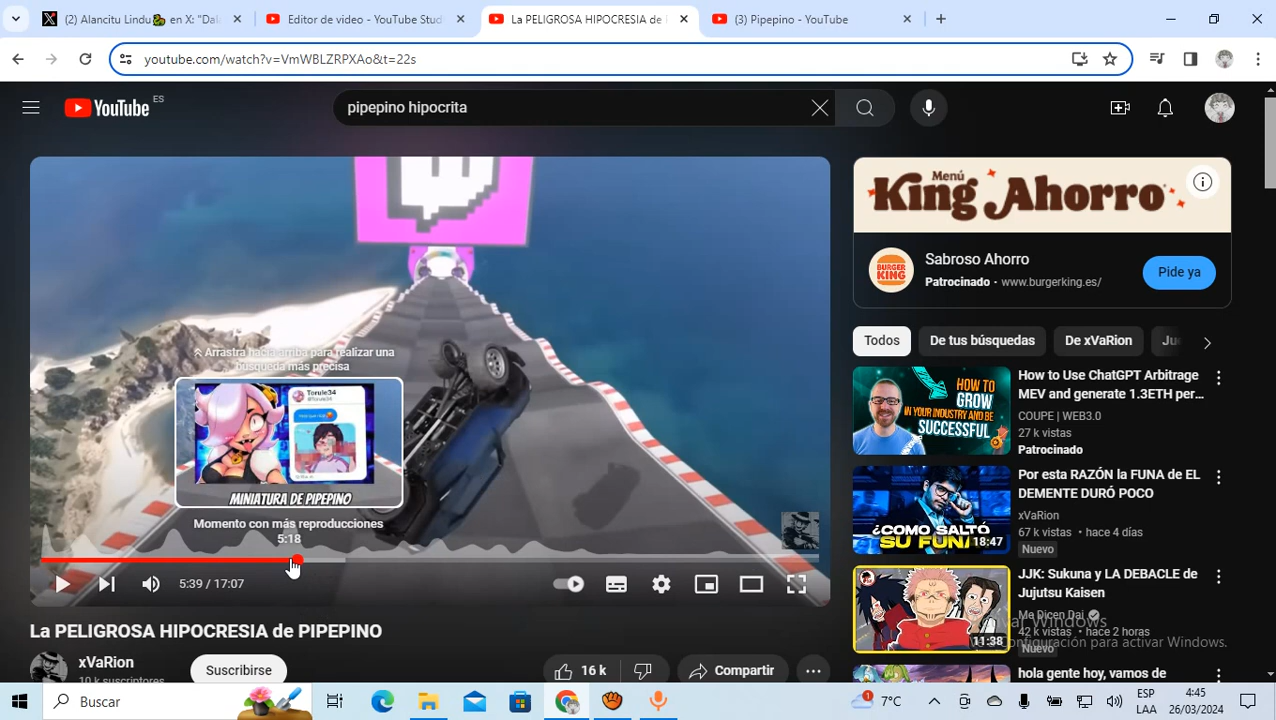 (2) Alancitu Lindu en X: "Dal
Editor de video - YouTube Stud
La PELIGROSA HIPOCRESIA de
(3) Pipepino - YouTube
youtube.com/watch?v=VmWBLZRPXAo&t=22s
YouTube ES
pipepino hipocrita
Menú
King Ahorro
Sabroso Ahorro
Patrocinado · www.burgerking.es/
Pide ya
Todos
De tus búsquedas
De xVaRion
How to Use ChatGPT Arbitrage
MEV and generate 1.3ETH per...
COUPE | WEB3.0
27 k vistas
Patrocinado
HOW TO
GROW
IN YOUR INDUSTRY AND BE
SUCCESSFUL
Por esta RAZÓN la FUNA de EL
DEMENTE DURÓ POCO
xVaRion
67 k vistas · hace 4 días
Nuevo
¿COMO SALTÓ
SU FUNA
18:47
JJK: Sukuna y LA DEBACLE de
Jujutsu Kaisen
Me Dicen Dai
42 k vistas · hace 2 horas
Nuevo
11:38
hola gente hoy, vamos de
Arrastra hacia arriba para realizar una
búsqueda más precisa
Torule34
@Torule34
MINIATURA DE PIPEPINO
Momento con más reproducciones
5:18
5:39 / 17:07
La PELIGROSA HIPOCRESIA de PIPEPINO
xVaRion
10 k suscriptores
Suscribirse
16 k
Compartir
Configuración para activar Windows.
Buscar
7°C
ESP
LAA
4:45
26/03/2024